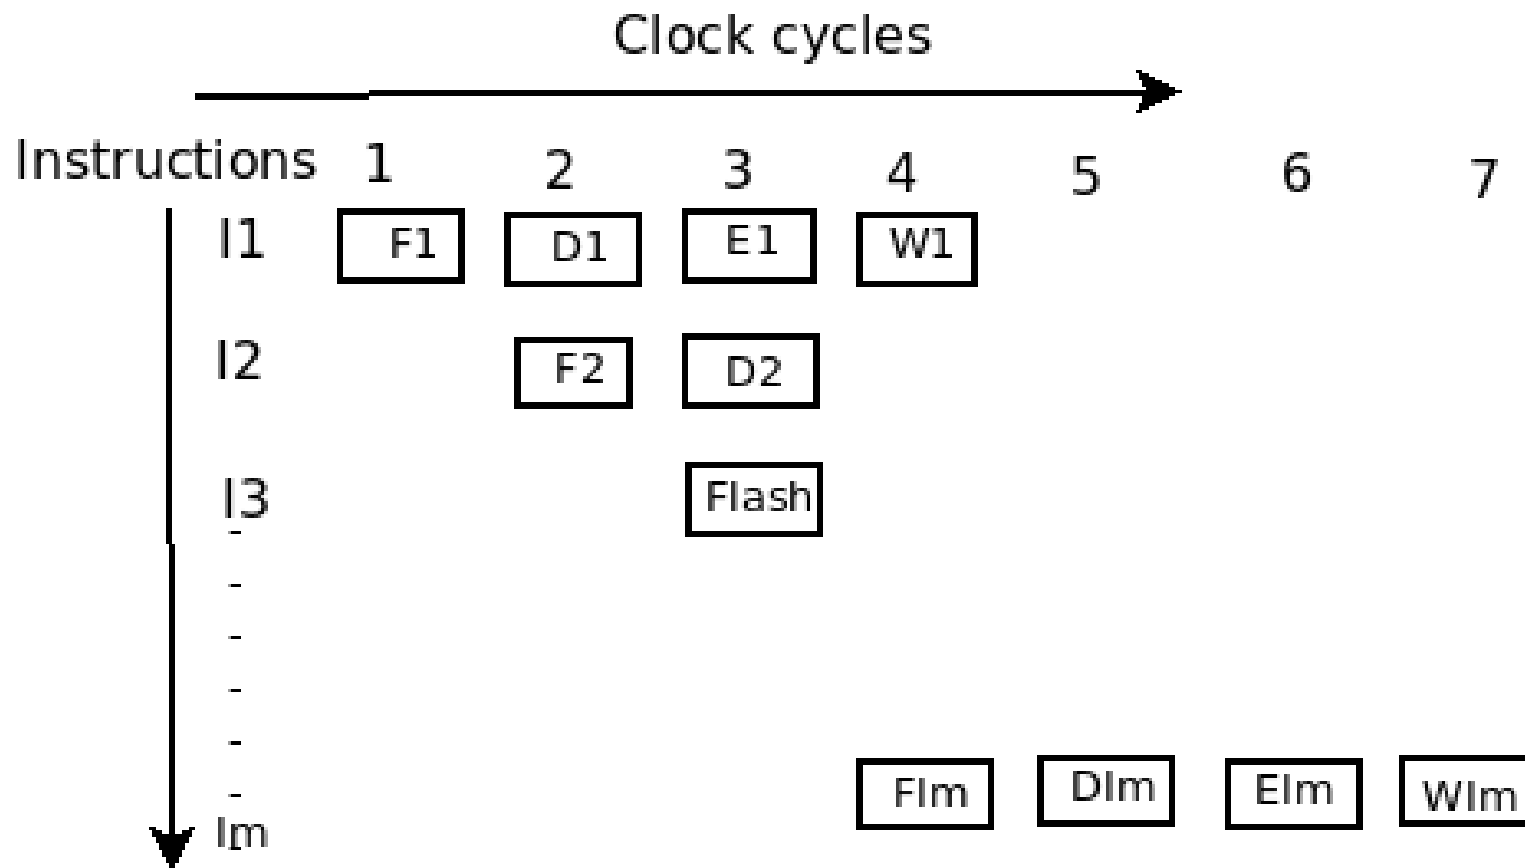 Clock cycles
Instructions 1 2 3 4 5 6 7
I1 F1 D1 E1 W1
I2 F2 D2
I3 Flash
-
-
-
-
-
-
FIm DIm EIm WIm
Im